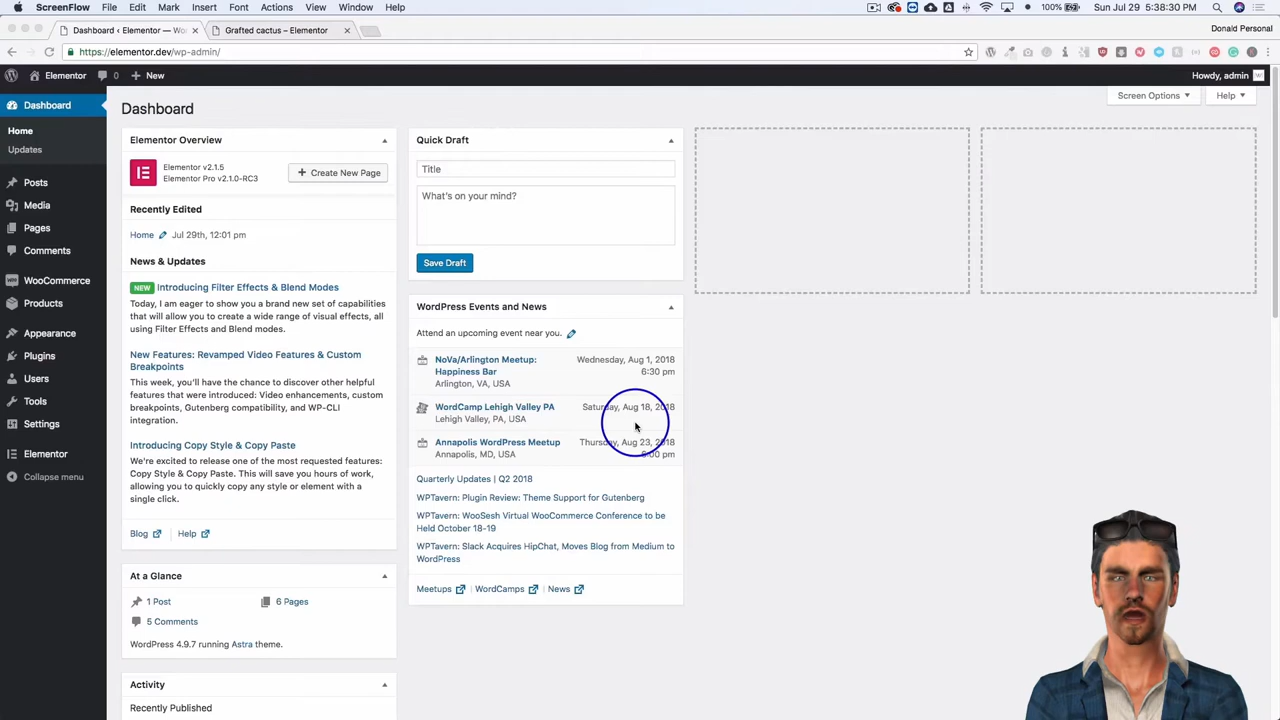 ScreenFlow File Edit Mark Insert Font Actions View Window Help 100% Sun Jul 29 5:38:30 PM
Dashboard ‹ Elementor — Wo
Grafted cactus – Elementor
Donald Personal
https://elementor.dev/wp-admin/
Elementor 0 New
Howdy, admin
Dashboard
Home
Updates
Posts
Media
Pages
Comments
WooCommerce
Products
Appearance
Plugins
Users
Tools
Settings
Elementor
Collapse menu
Screen Options
Help
Dashboard
Elementor Overview
Elementor v2.1.5
Elementor Pro v2.1.0-RC3
Create New Page
Recently Edited
Home Jul 29th, 12:01 pm
News & Updates
NEW Introducing Filter Effects & Blend Modes
Today, I am eager to show you a brand new set of capabilities
that will allow you to create a wide range of visual effects, all
using Filter Effects and Blend modes.
New Features: Revamped Video Features & Custom
Breakpoints
This week, you'll have the chance to discover other helpful
features that were introduced: Video enhancements, custom
breakpoints, Gutenberg compatibility, and WP-CLI
integration.
Introducing Copy Style & Copy Paste
We're excited to release one of the most requested features:
Copy Style & Copy Paste. This will save you hours of work,
allowing you to quickly copy any style or element with a
single click.
Blog Help
At a Glance
1 Post 6 Pages
5 Comments
WordPress 4.9.7 running Astra theme.
Activity
Recently Published
Quick Draft
Title
What's on your mind?
Save Draft
WordPress Events and News
Attend an upcoming event near you.
NoVa/Arlington Meetup: Wednesday, Aug 1, 2018
Happiness Bar 6:30 pm
Arlington, VA, USA
WordCamp Lehigh Valley PA Saturday, Aug 18, 2018
Lehigh Valley, PA, USA
Annapolis WordPress Meetup Thursday, Aug 23, 2018
Annapolis, MD, USA :00 pm
Quarterly Updates | Q2 2018
WPTavern: Plugin Review: Theme Support for Gutenberg
WPTavern: WooSesh Virtual WooCommerce Conference to be
Held October 18-19
WPTavern: Slack Acquires HipChat, Moves Blog from Medium to
WordPress
Meetups WordCamps News